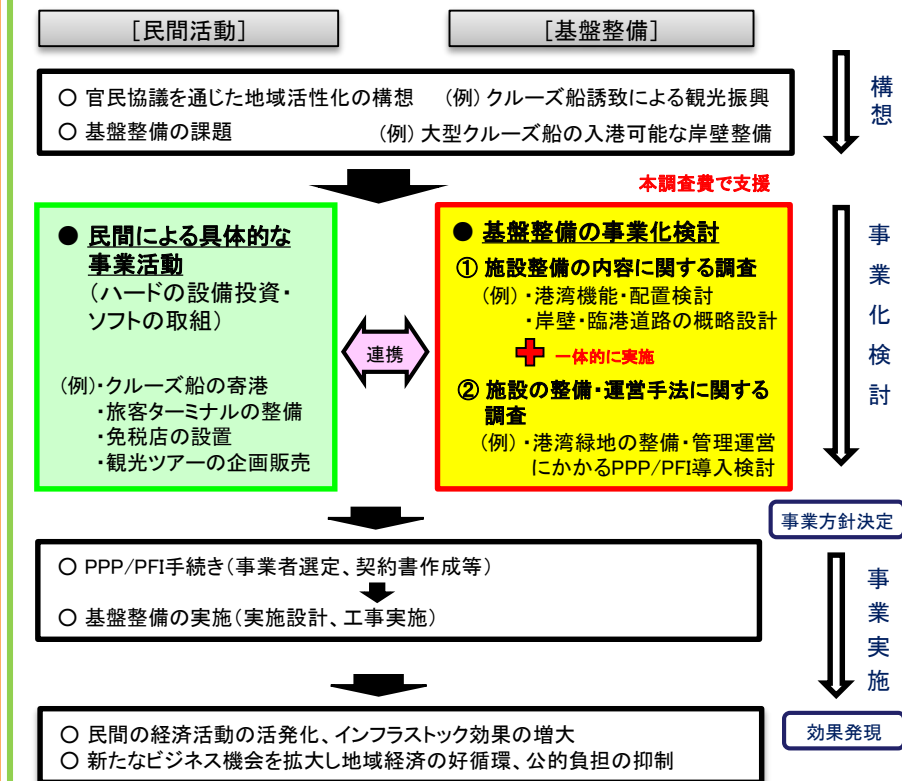 ［民間活動］
［基盤整備］
○ 官民協議を通じた地域活性化の構想　（例）クルーズ船誘致による観光振興
○ 基盤整備の課題　（例）大型クルーズ船の入港可能な岸壁整備
構想
本調査費で支援
● 民間による具体的な
事業活動
（ハードの設備投資・
ソフトの取組）
（例）・クルーズ船の寄港
・旅客ターミナルの整備
・免税店の設置
・観光ツアーの企画販売
連携
● 基盤整備の事業化検討
① 施設整備の内容に関する調査
（例）・港湾機能・配置検討
・岸壁・臨港道路の概略設計
一体的に実施
② 施設の整備・運営手法に関する
調査
（例）・港湾緑地の整備・管理運営
にかかるPPP/PFI導入検討
事業化検討
事業方針決定
○ PPP/PFI手続き（事業者選定、契約書作成等）
○ 基盤整備の実施（実施設計、工事実施）
事業実施
○ 民間の経済活動の活発化、インフラストック効果の増大
○ 新たなビジネス機会を拡大し地域経済の好循環、公的負担の抑制
効果発現